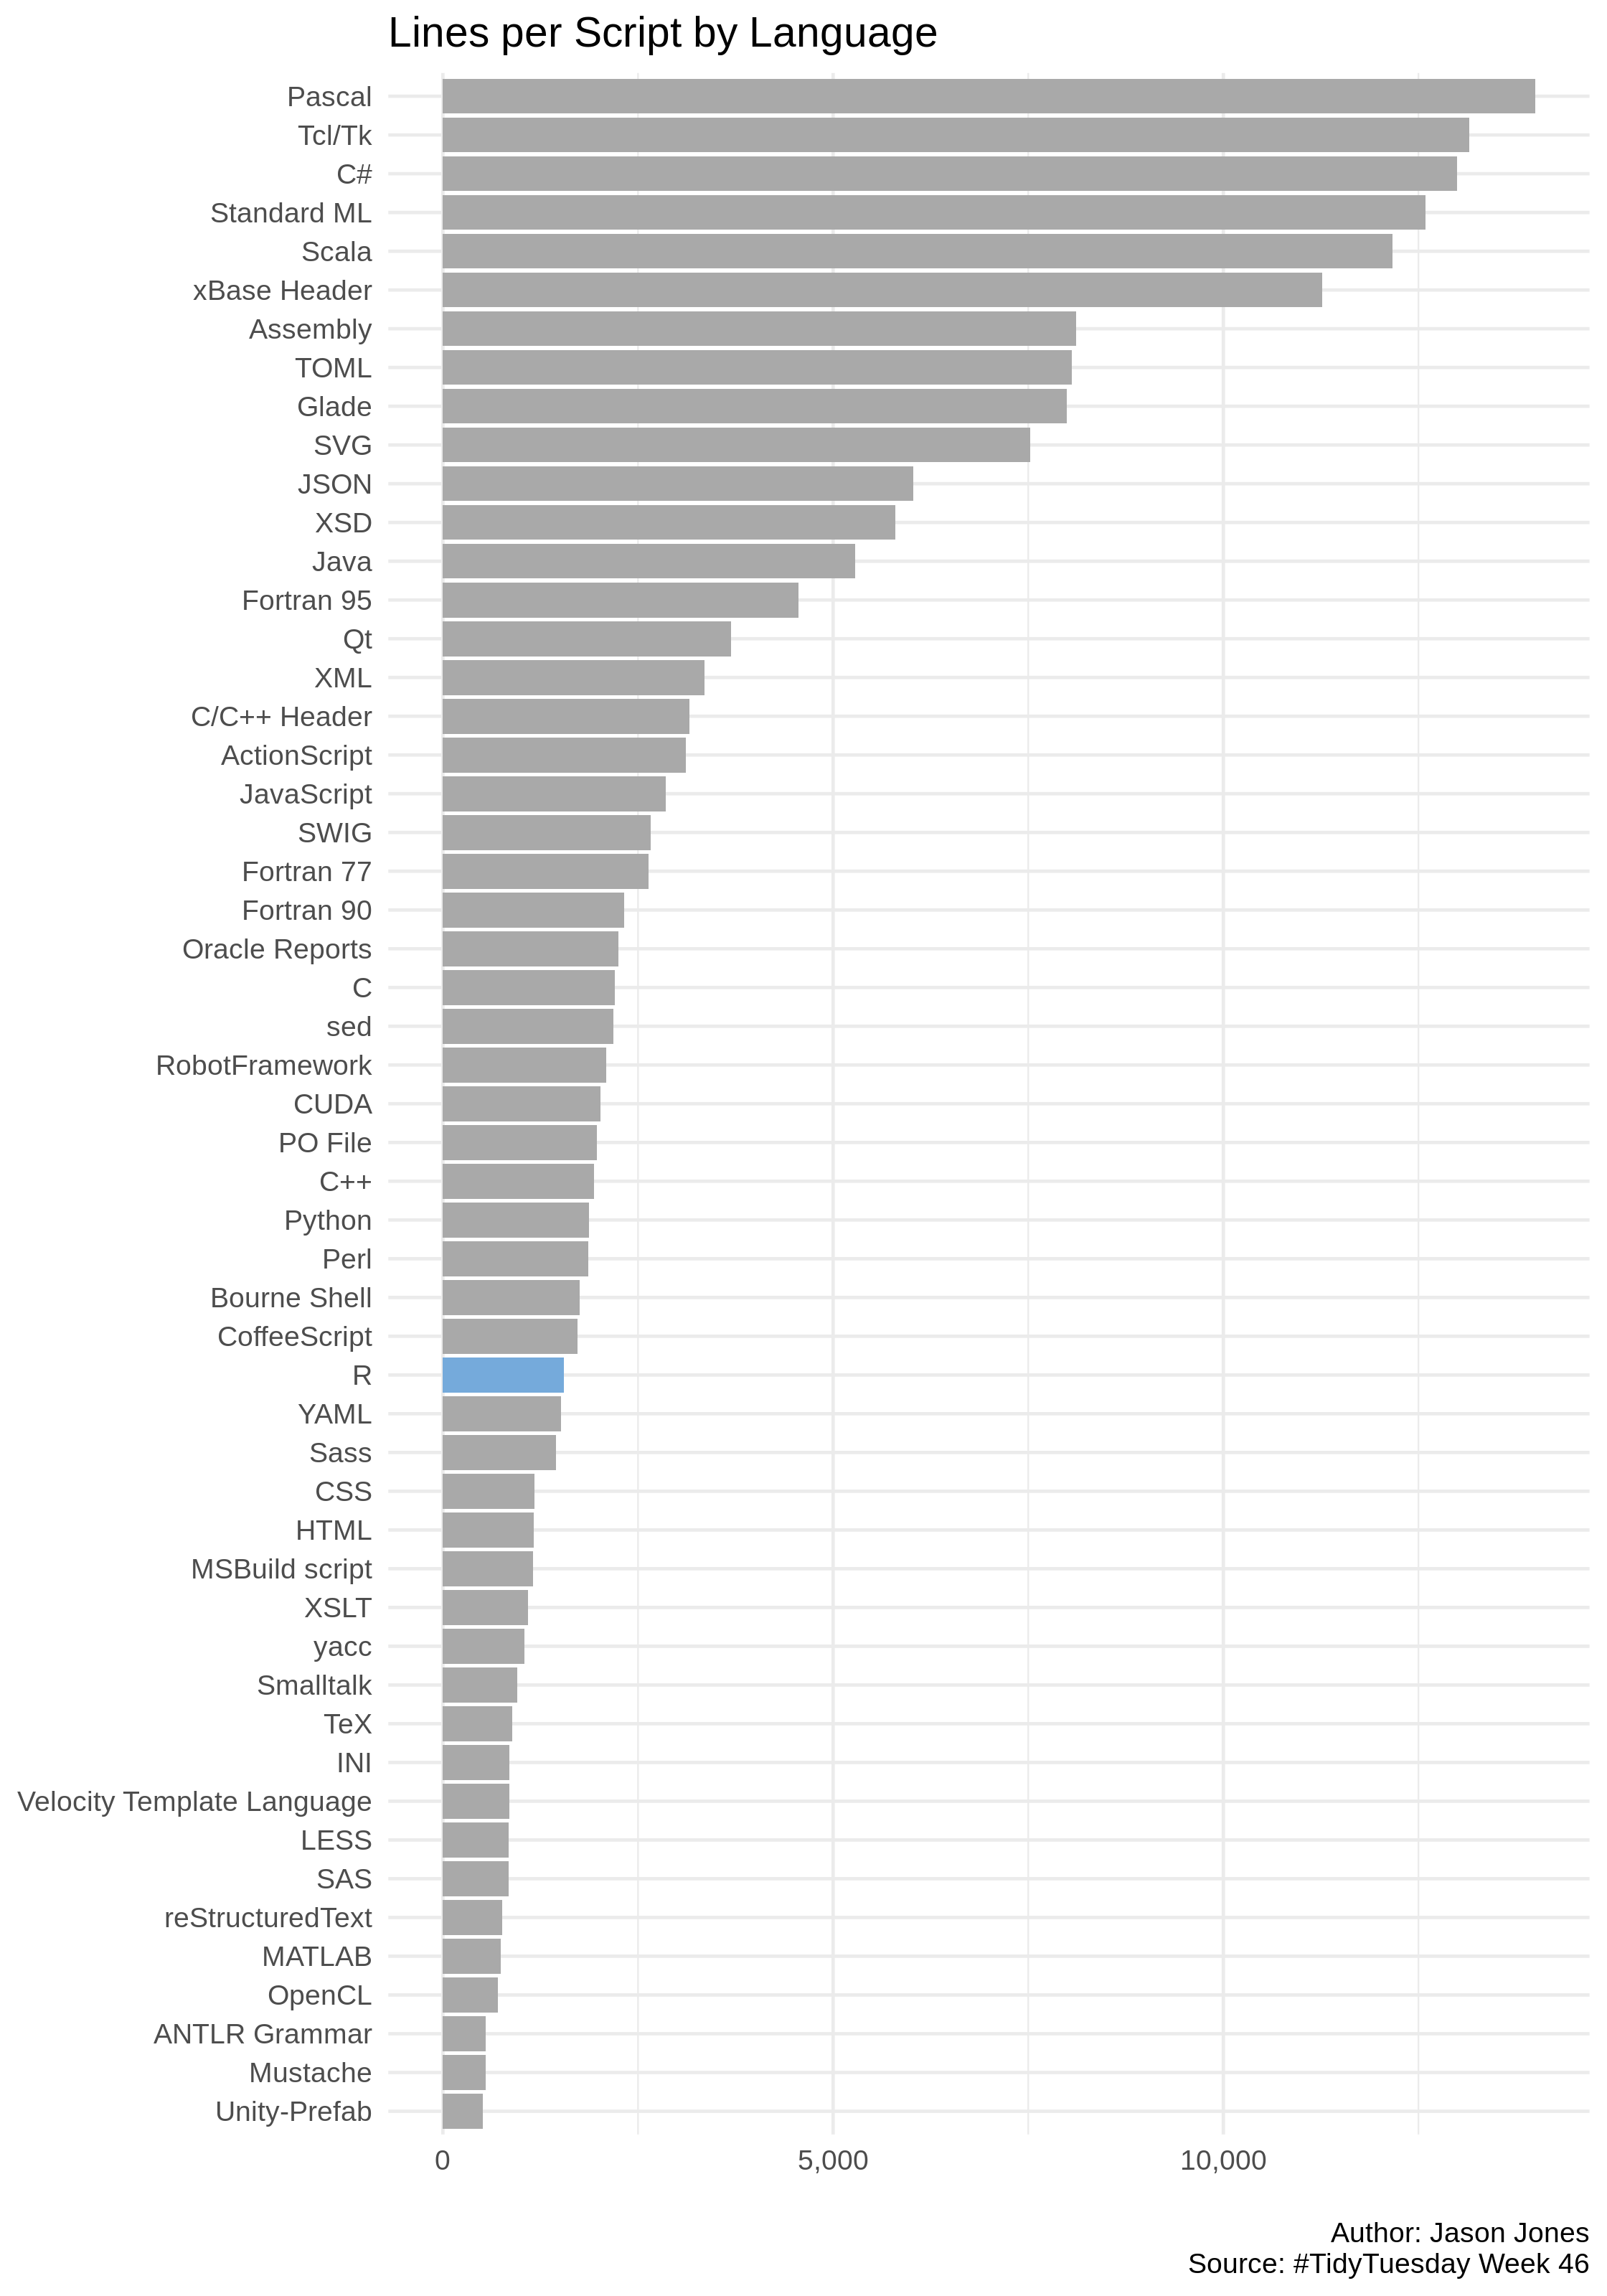 Lines per Script by Language
Pascal
Tcl/Tk
C#
Standard ML
Scala
xBase Header
Assembly
TOML
Glade
SVG
JSON
XSD
Java
Fortran 95
Qt
XML
C/C++ Header
ActionScript
JavaScript
SWIG
Fortran 77
Fortran 90
Oracle Reports
C
sed
RobotFramework
CUDA
PO File
C++
Python
Perl
Bourne Shell
CoffeeScript
R
YAML
Sass
CSS
HTML
MSBuild script
XSLT
yacc
Smalltalk
TeX
INI
Velocity Template Language
LESS
SAS
reStructuredText
MATLAB
OpenCL
ANTLR Grammar
Mustache
Unity-Prefab
0 5,000 10,000
Author: Jason Jones
Source: #TidyTuesday Week 46